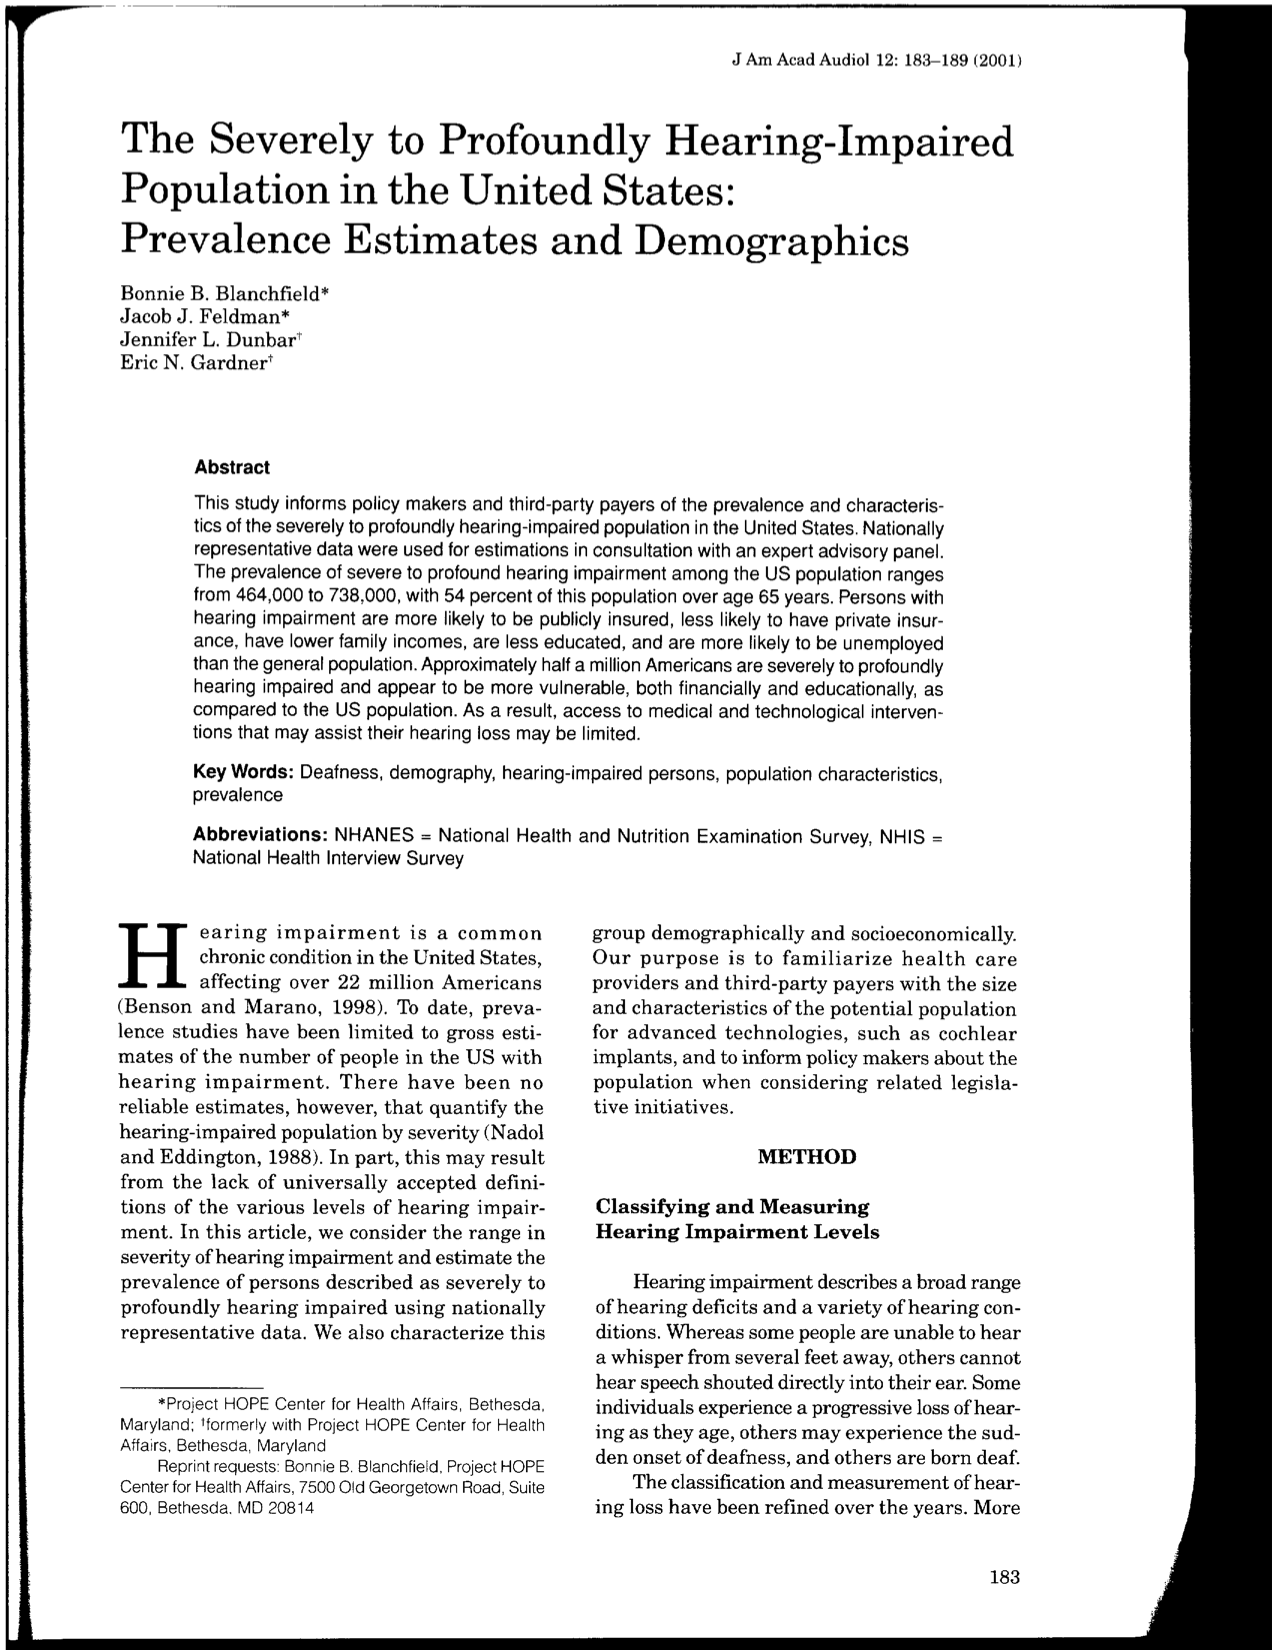 J Am Acad Audiol 12: 183–189 (2001)
The Severely to Profoundly Hearing-Impaired
Population in the United States:
Prevalence Estimates and Demographics
Bonnie B. Blanchfield*
Jacob J. Feldman*
Jennifer L. Dunbar†
Eric N. Gardner†
Abstract
This study informs policy makers and third-party payers of the prevalence and characteris-
tics of the severely to profoundly hearing-impaired population in the United States. Nationally
representative data were used for estimations in consultation with an expert advisory panel.
The prevalence of severe to profound hearing impairment among the US population ranges
from 464,000 to 738,000, with 54 percent of this population over age 65 years. Persons with
hearing impairment are more likely to be publicly insured, less likely to have private insur-
ance, have lower family incomes, are less educated, and are more likely to be unemployed
than the general population. Approximately half a million Americans are severely to profoundly
hearing impaired and appear to be more vulnerable, both financially and educationally, as
compared to the US population. As a result, access to medical and technological interven-
tions that may assist their hearing loss may be limited.
Key Words: Deafness, demography, hearing-impaired persons, population characteristics,
prevalence
Abbreviations: NHANES = National Health and Nutrition Examination Survey, NHIS =
National Health Interview Survey
Hearing impairment is a common
chronic condition in the United States,
affecting over 22 million Americans
(Benson and Marano, 1998). To date, preva-
lence studies have been limited to gross esti-
mates of the number of people in the US with
hearing impairment. There have been no
reliable estimates, however, that quantify the
hearing-impaired population by severity (Nadol
and Eddington, 1988). In part, this may result
from the lack of universally accepted defini-
tions of the various levels of hearing impair-
ment. In this article, we consider the range in
severity of hearing impairment and estimate the
prevalence of persons described as severely to
profoundly hearing impaired using nationally
representative data. We also characterize this
*Project HOPE Center for Health Affairs, Bethesda,
Maryland; †formerly with Project HOPE Center for Health
Affairs, Bethesda, Maryland
Reprint requests: Bonnie B. Blanchfield, Project HOPE
Center for Health Affairs, 7500 Old Georgetown Road, Suite
600, Bethesda. MD 20814
group demographically and socioeconomically.
Our purpose is to familiarize health care
providers and third-party payers with the size
and characteristics of the potential population
for advanced technologies, such as cochlear
implants, and to inform policy makers about the
population when considering related legisla-
tive initiatives.
METHOD
Classifying and Measuring
Hearing Impairment Levels
Hearing impairment describes a broad range
of hearing deficits and a variety of hearing con-
ditions. Whereas some people are unable to hear
a whisper from several feet away, others cannot
hear speech shouted directly into their ear. Some
individuals experience a progressive loss of hear-
ing as they age, others may experience the sud-
den onset of deafness, and others are born deaf.
The classification and measurement of hear-
ing loss have been refined over the years. More
183